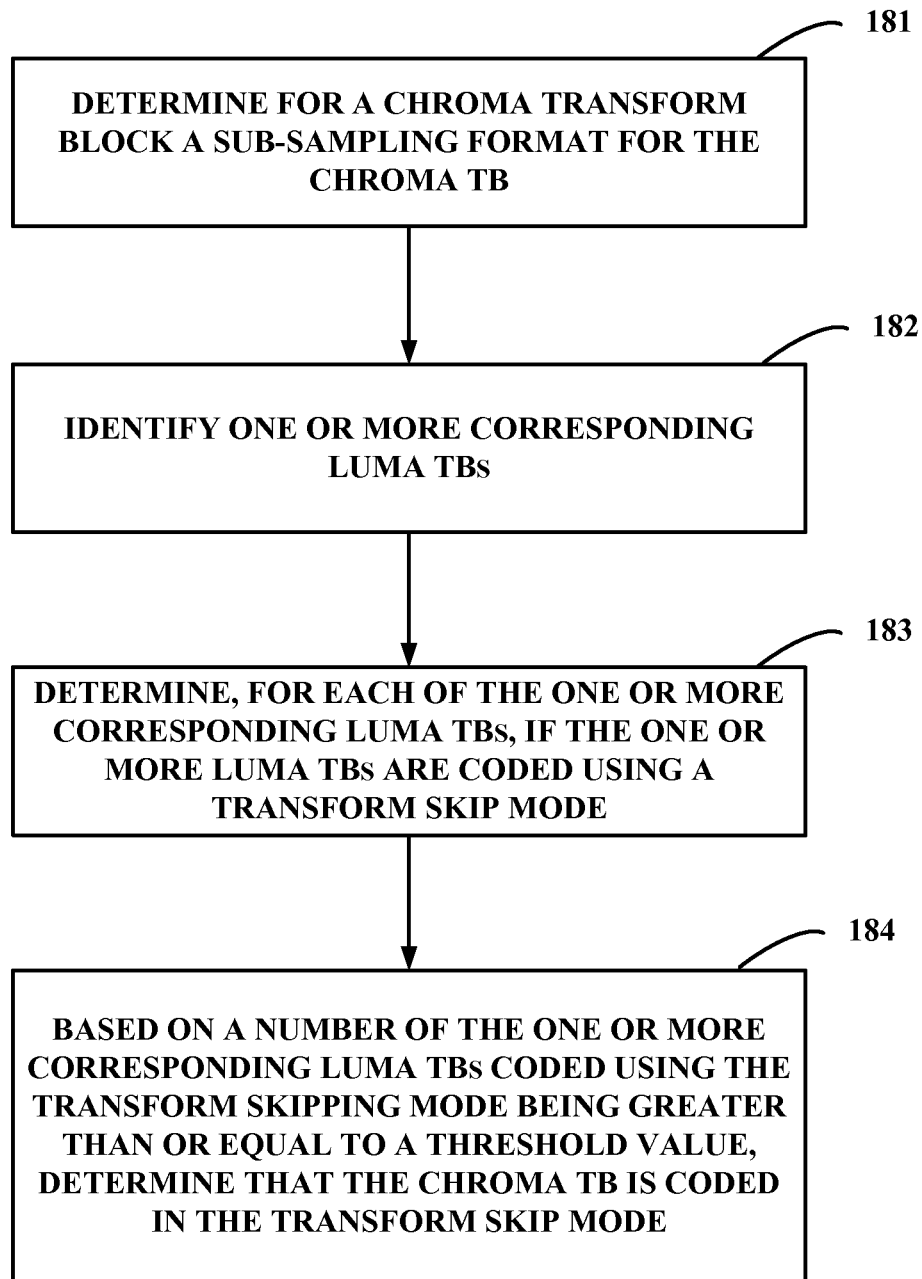 181
DETERMINE FOR A CHROMA TRANSFORM
BLOCK A SUB-SAMPLING FORMAT FOR THE
CHROMA TB
182
IDENTIFY ONE OR MORE CORRESPONDING
LUMA TBs
183
DETERMINE, FOR EACH OF THE ONE OR MORE
CORRESPONDING LUMA TBs, IF THE ONE OR
MORE LUMA TBs ARE CODED USING A
TRANSFORM SKIP MODE
184
BASED ON A NUMBER OF THE ONE OR MORE
CORRESPONDING LUMA TBs CODED USING THE
TRANSFORM SKIPPING MODE BEING GREATER
THAN OR EQUAL TO A THRESHOLD VALUE,
DETERMINE THAT THE CHROMA TB IS CODED
IN THE TRANSFORM SKIP MODE